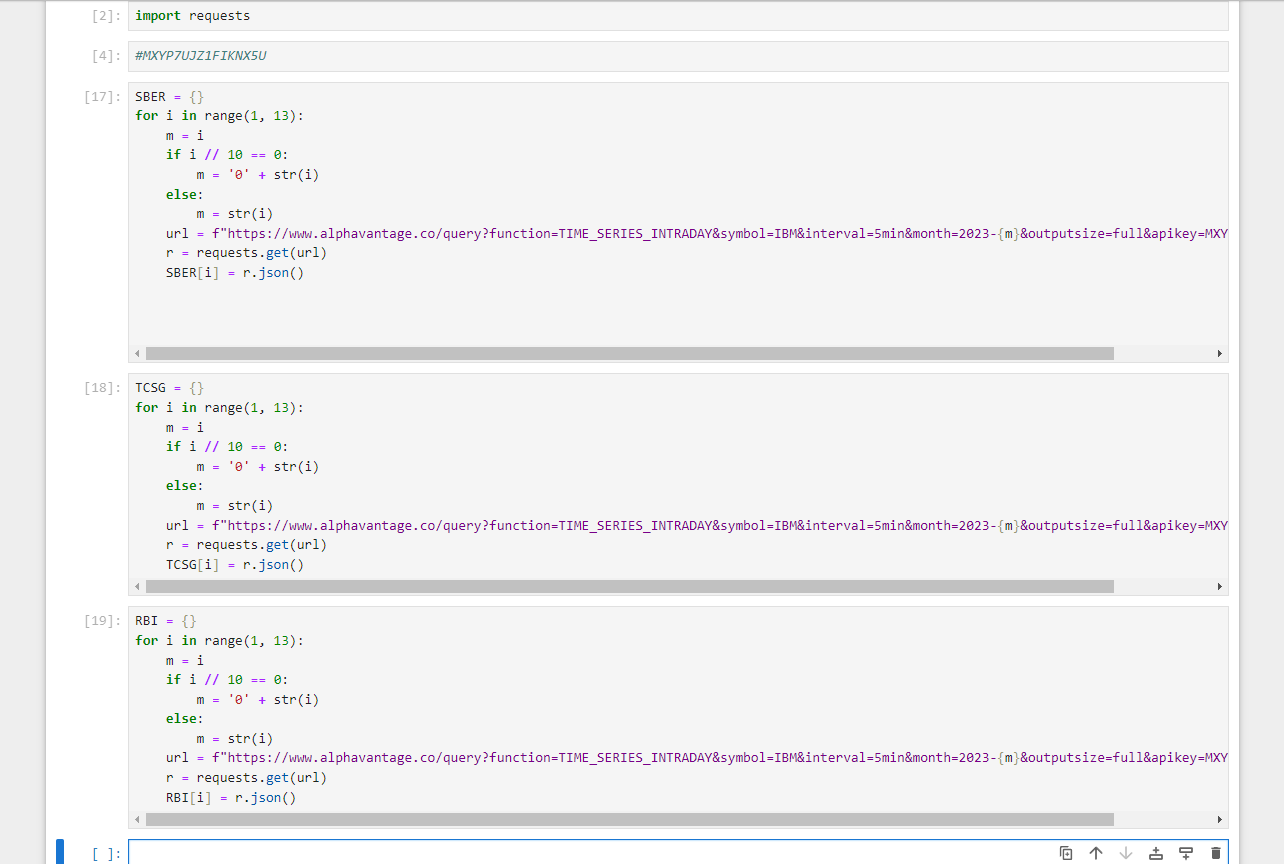 [2]: import requests
[4]: #MXYP7UJZ1FIKNX5U
[17]: SBER = {}
for i in range(1, 13):
    m = i
    if i // 10 == 0:
        m = '0' + str(i)
    else:
        m = str(i)
    url = f"https://www.alphavantage.co/query?function=TIME_SERIES_INTRADAY&symbol=IBM&interval=5min&month=2023-{m}&outputsize=full&apikey=MXY
    r = requests.get(url)
    SBER[i] = r.json()
[18]: TCSG = {}
for i in range(1, 13):
    m = i
    if i // 10 == 0:
        m = '0' + str(i)
    else:
        m = str(i)
    url = f"https://www.alphavantage.co/query?function=TIME_SERIES_INTRADAY&symbol=IBM&interval=5min&month=2023-{m}&outputsize=full&apikey=MXY
    r = requests.get(url)
    TCSG[i] = r.json()
[19]: RBI = {}
for i in range(1, 13):
    m = i
    if i // 10 == 0:
        m = '0' + str(i)
    else:
        m = str(i)
    url = f"https://www.alphavantage.co/query?function=TIME_SERIES_INTRADAY&symbol=IBM&interval=5min&month=2023-{m}&outputsize=full&apikey=MXY
    r = requests.get(url)
    RBI[i] = r.json()
[ ]: